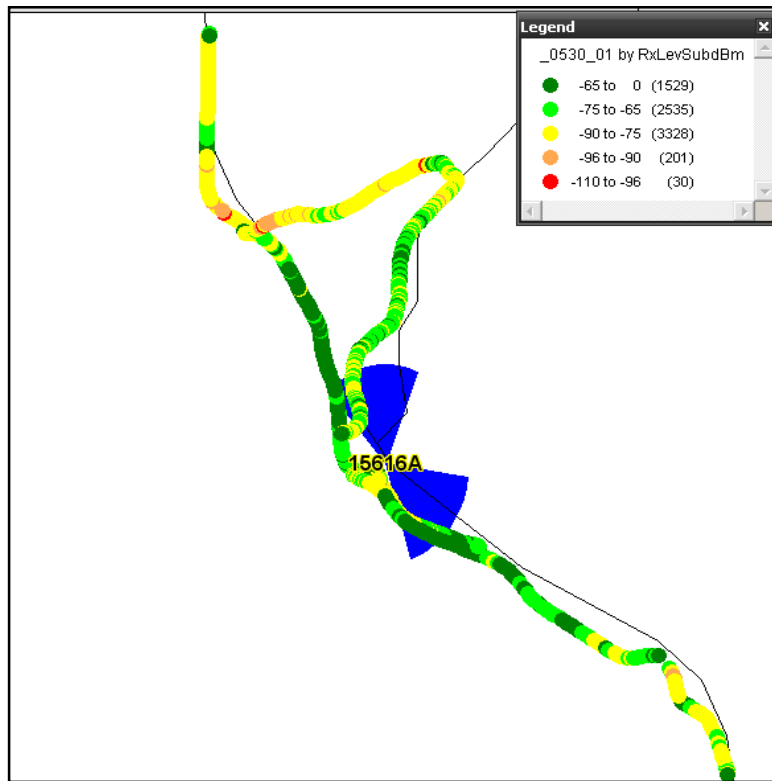 Legend
_0530_01 by RxLevSubdBm
-65 to 0 (1529)
-75 to -65 (2535)
-90 to -75 (3328)
-96 to -90 (201)
-110 to -96 (30)
15616A